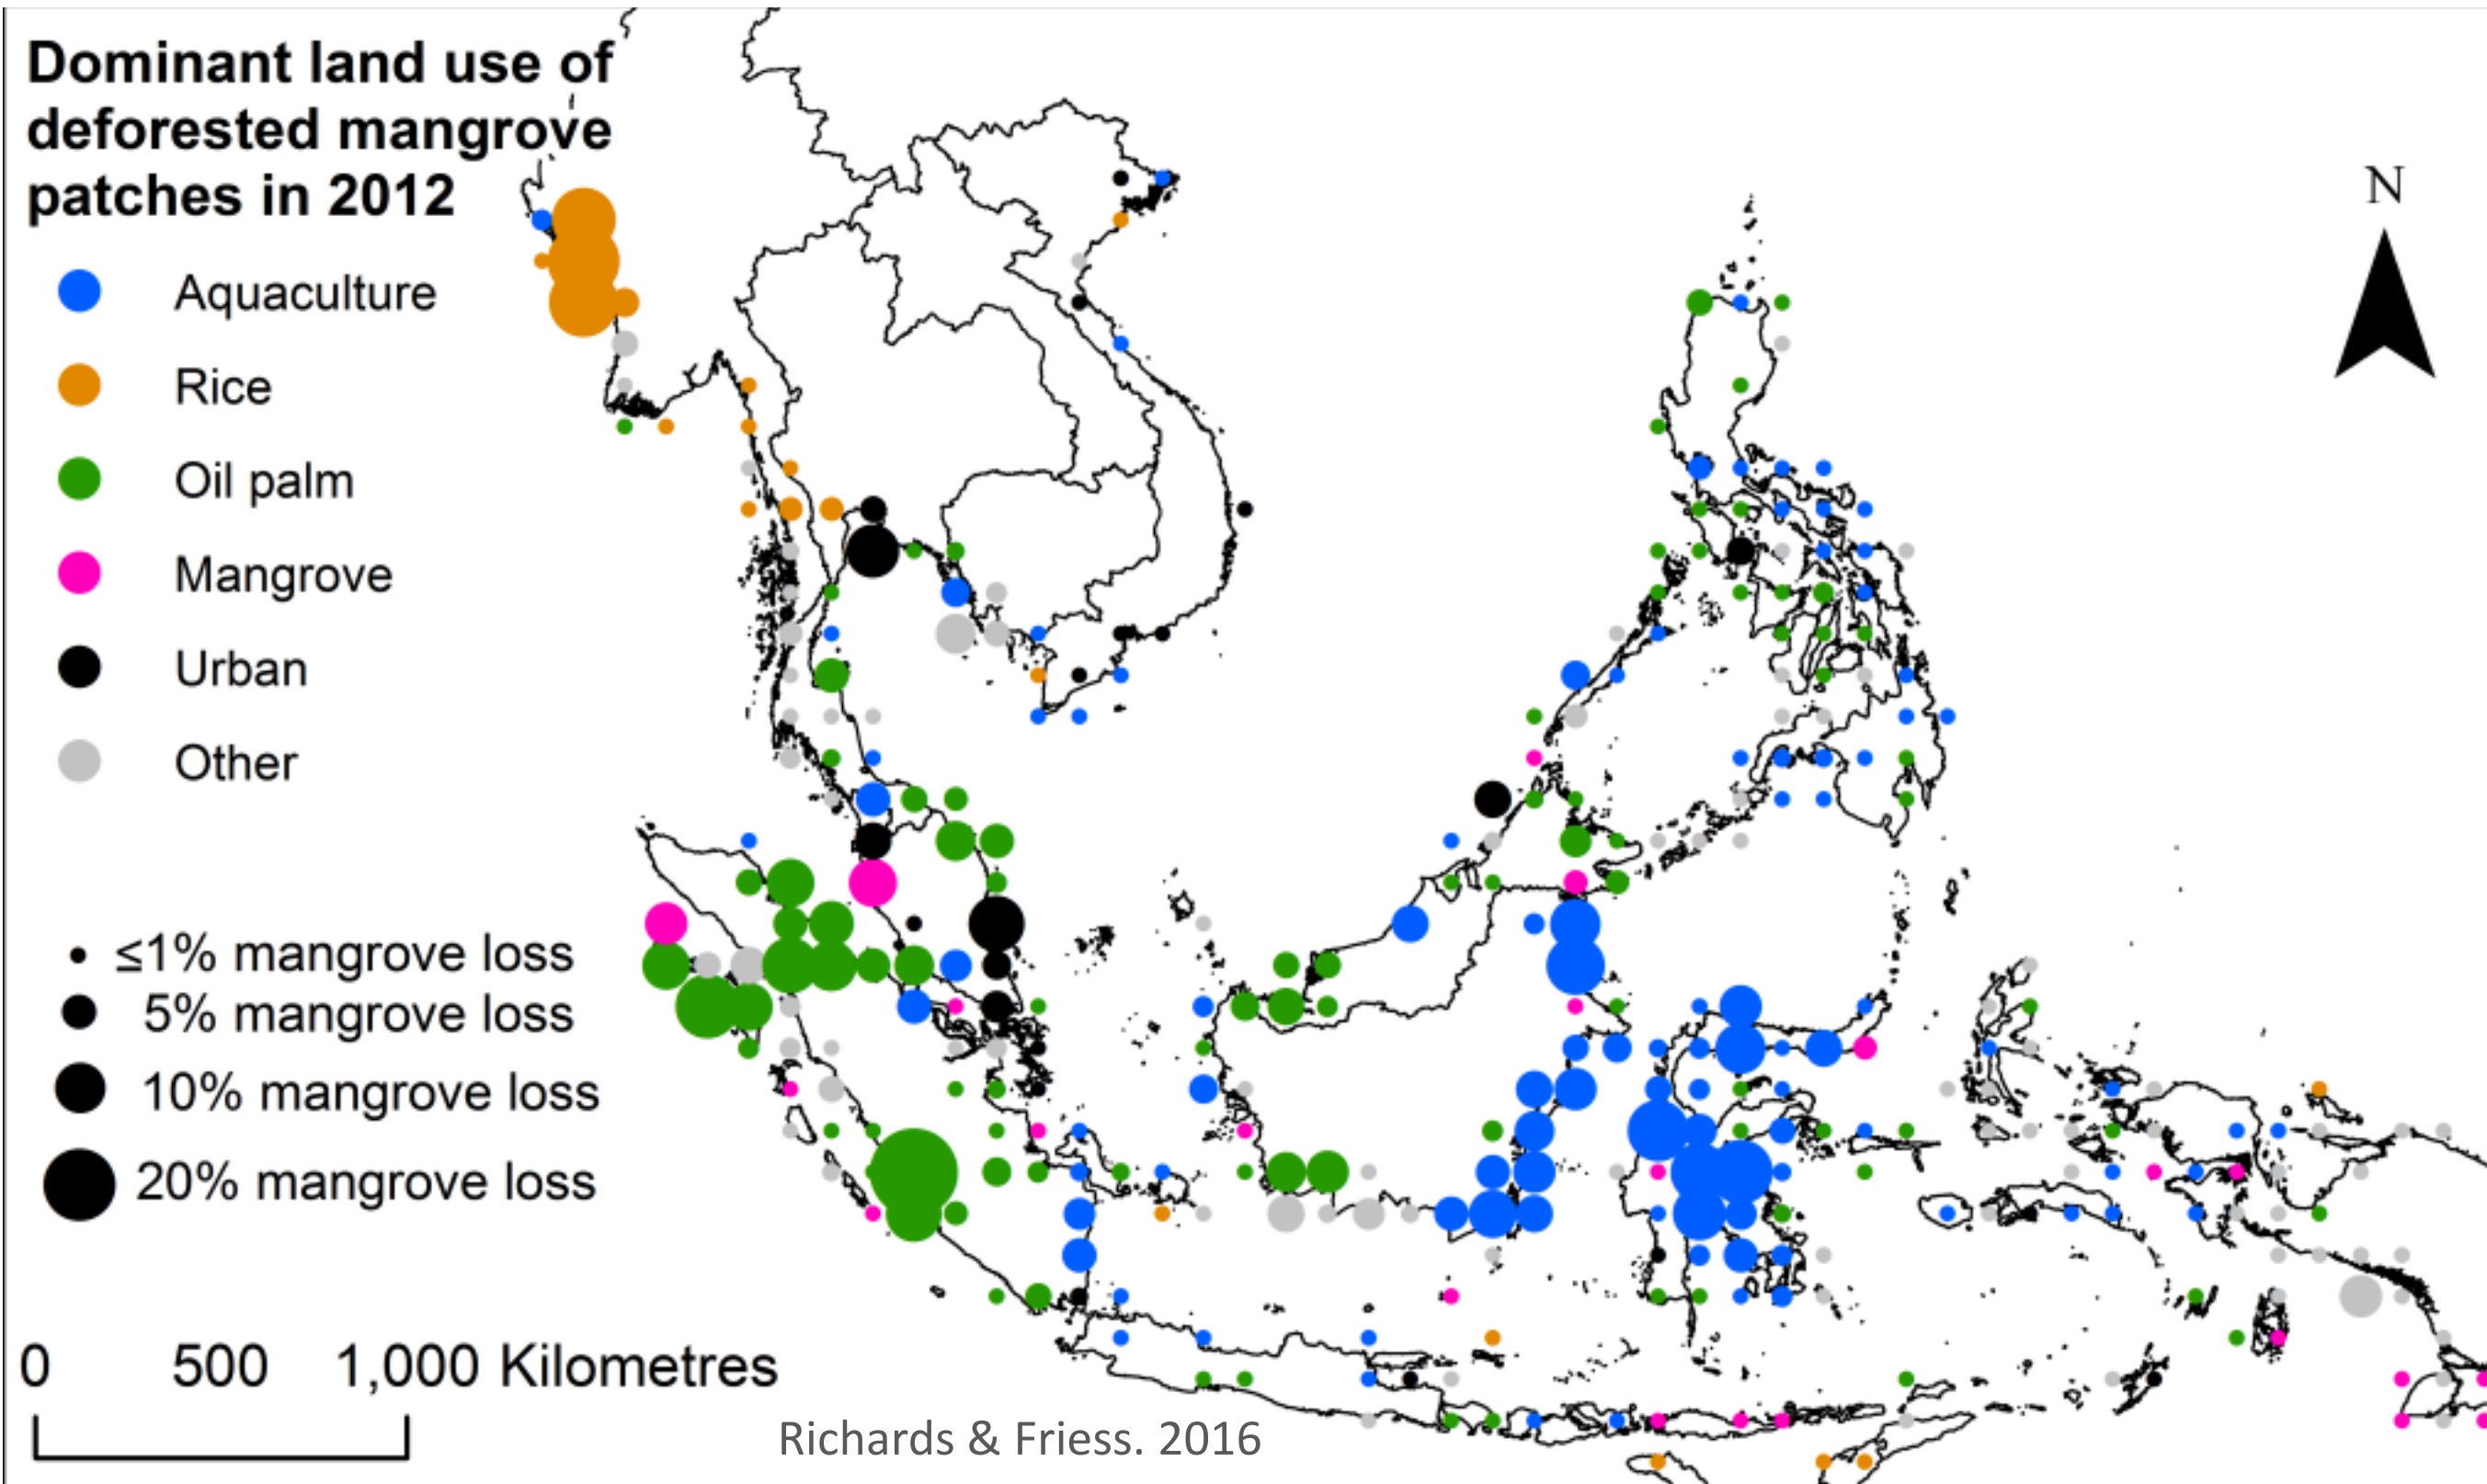 Dominant land use of
deforested mangrove
patches in 2012
Aquaculture
Rice
Oil palm
Mangrove
Urban
Other
≤1% mangrove loss
5% mangrove loss
10% mangrove loss
20% mangrove loss
0 500 1,000 Kilometres
Richards & Friess. 2016
N